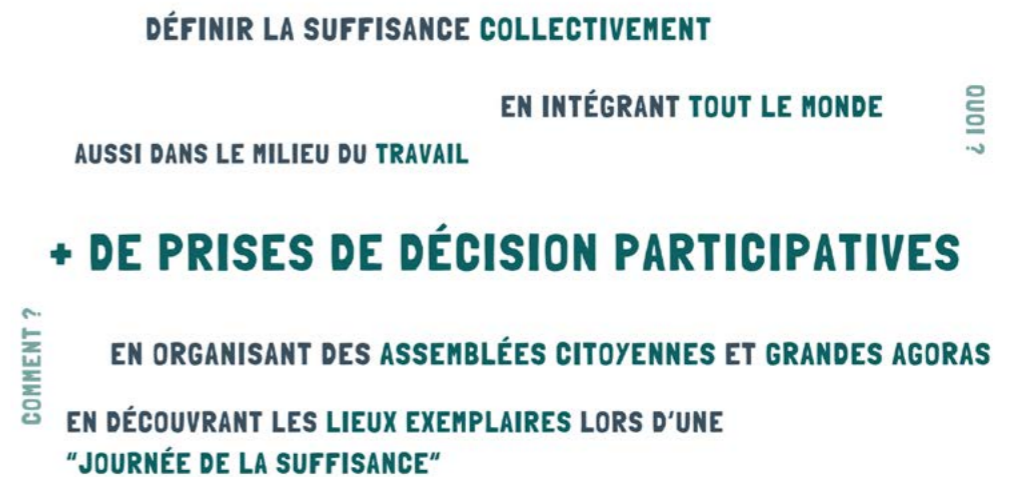 DÉFINIR LA SUFFISANCE COLLECTIVEMENT
EN INTÉGRANT TOUT LE MONDE
QUOI ?
AUSSI DANS LE MILIEU DU TRAVAIL
+ DE PRISES DE DÉCISION PARTICIPATIVES
COMMENT ?
EN ORGANISANT DES ASSEMBLÉES CITOYENNES ET GRANDES AGORAS
EN DÉCOUVRANT LES LIEUX EXEMPLAIRES LORS D'UNE
"JOURNÉE DE LA SUFFISANCE"